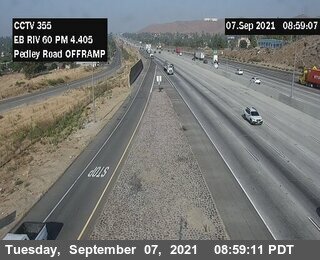 CCTV 355
EB RIV 60 PM 4.405
Pedley Road OFFRAMP
07.Sep 2021 08:59:07
STOP
Tuesday, September 07, 2021 08:59:11 PDT